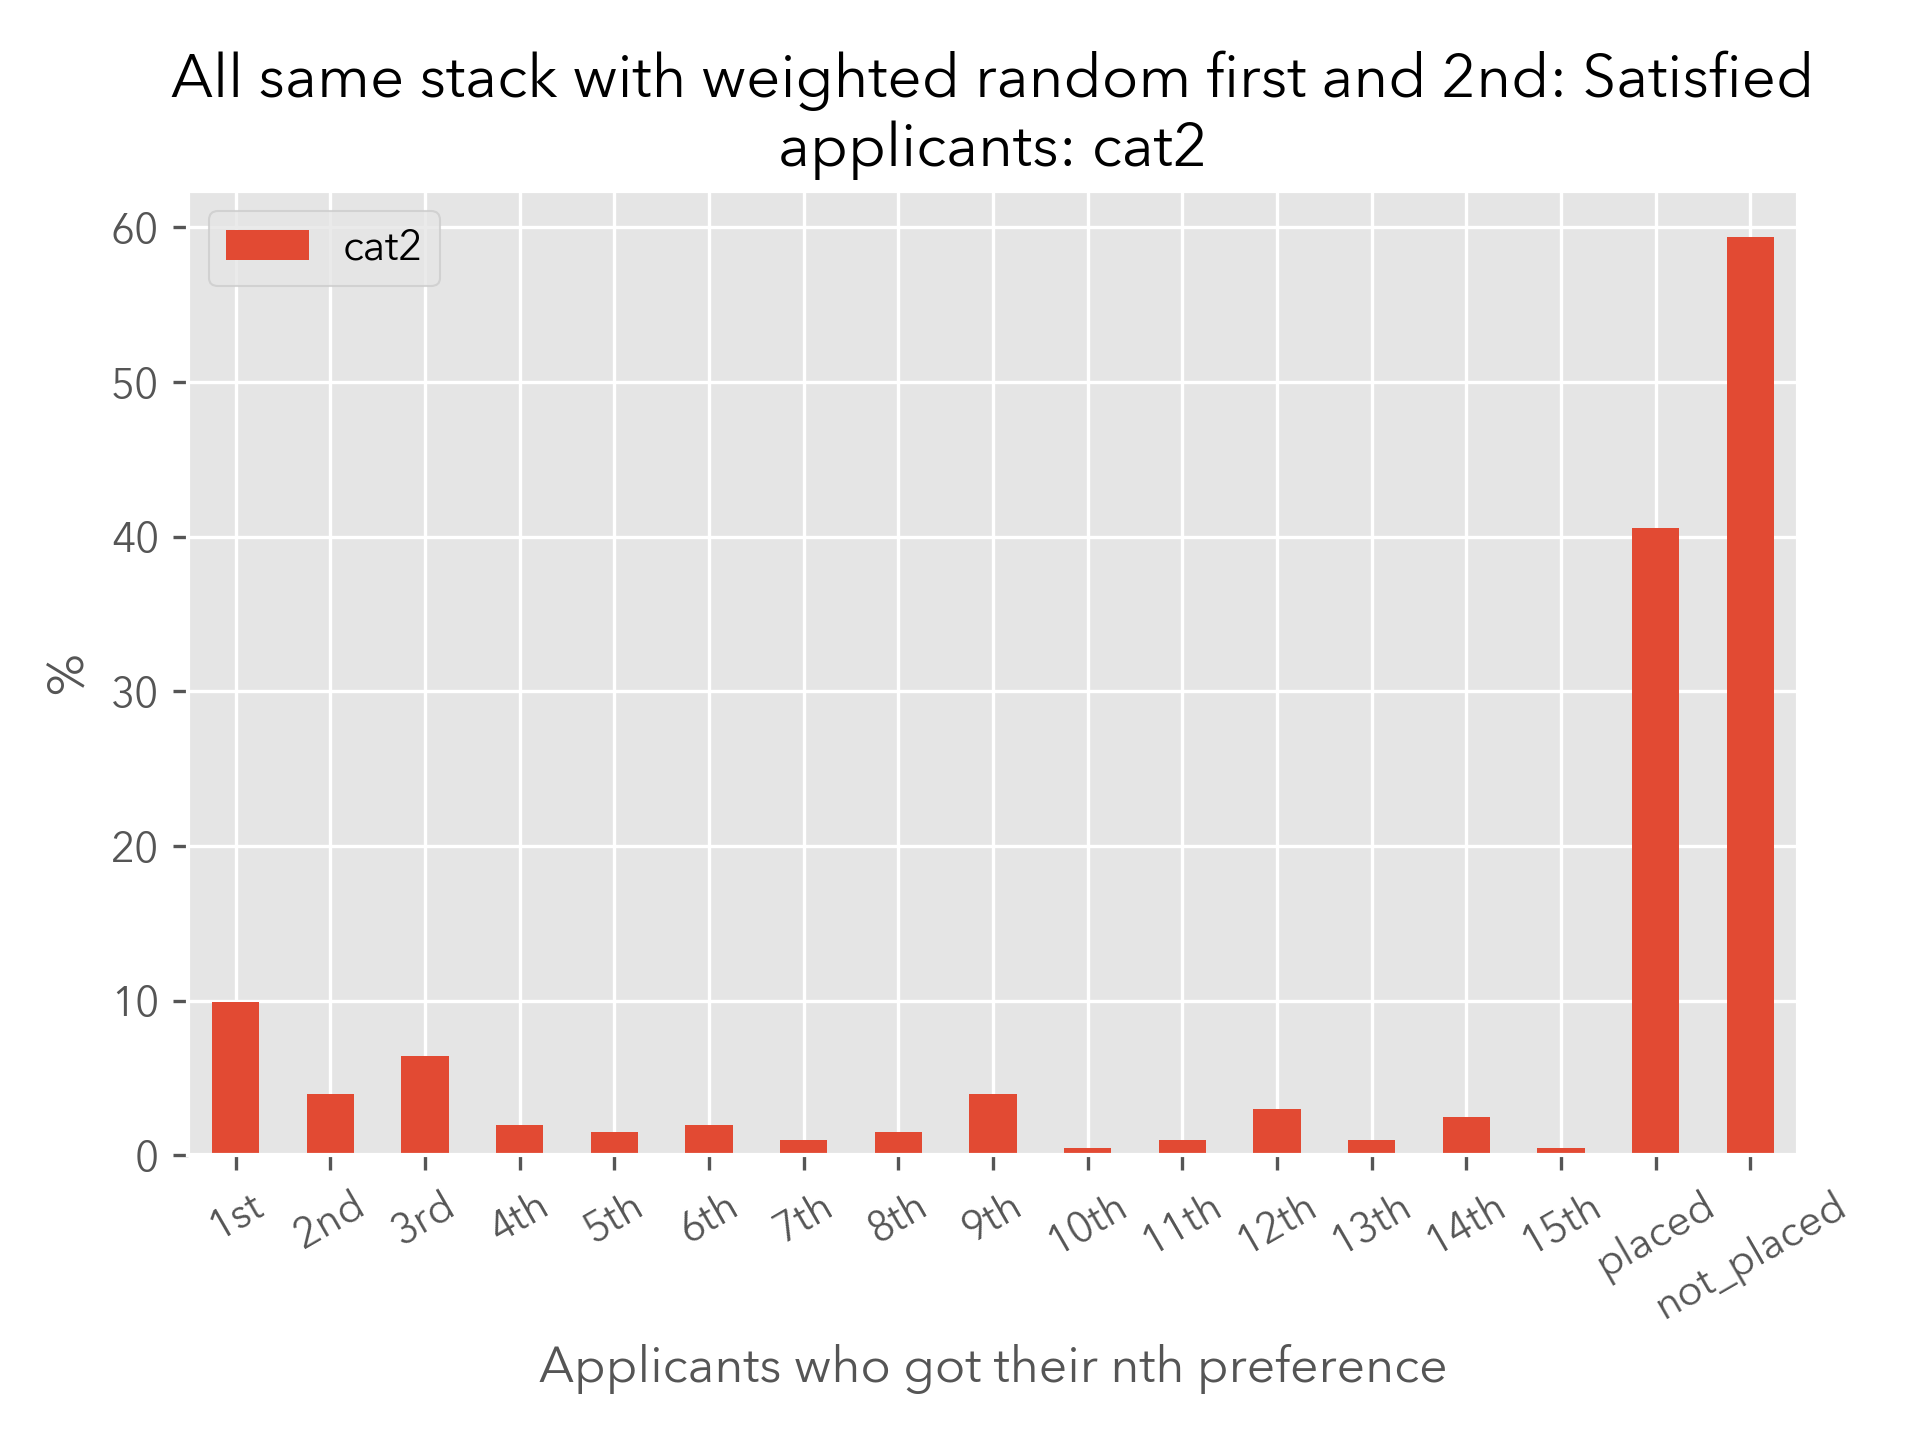 All same stack with weighted random first and 2nd: Satisfied
applicants: cat2
cat2
60
50
40
30
20
10
0
%
1st
2nd
3rd
4th
5th
6th
7th
8th
9th
10th
11th
12th
13th
14th
15th
placed
not_placed
Applicants who got their nth preference